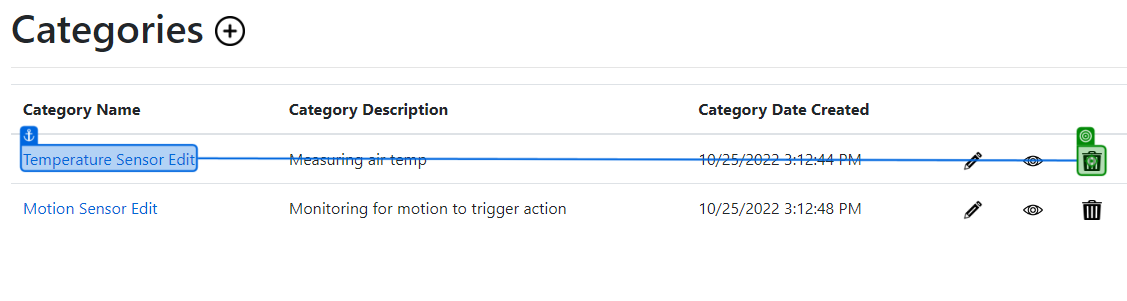 Categories
Category Name Category Description Category Date Created
Temperature Sensor Edit Measuring air temp 10/25/2022 3:12:44 PM
Motion Sensor Edit Monitoring for motion to trigger action 10/25/2022 3:12:48 PM